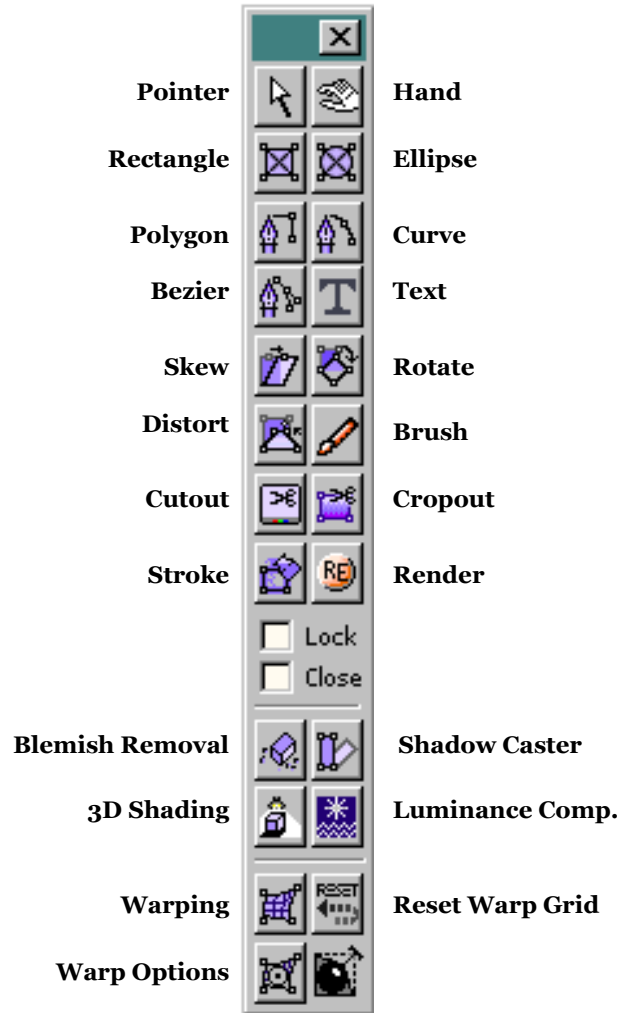 Pointer Hand
Rectangle Ellipse
Polygon Curve
Bezier T Text
Skew Rotate
Distort Brush
Cutout Cropout
Stroke RE Render
Lock
Close
Blemish Removal Shadow Caster
3D Shading Luminance Comp.
Warping RESET Reset Warp Grid
Warp Options